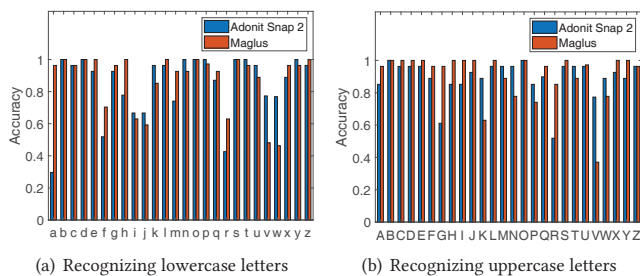 Adonit Snap 2
Maglus
Accuracy
1
0.8
0.6
0.4
0.2
0
a b c d e f g h i j k l m n o p q r s t u v w x y z
(a) Recognizing lowercase letters
Adonit Snap 2
Maglus
Accuracy
1
0.8
0.6
0.4
0.2
0
A B C D E F G H I J K L M N O P Q R S T U V W X Y Z
(b) Recognizing uppercase letters